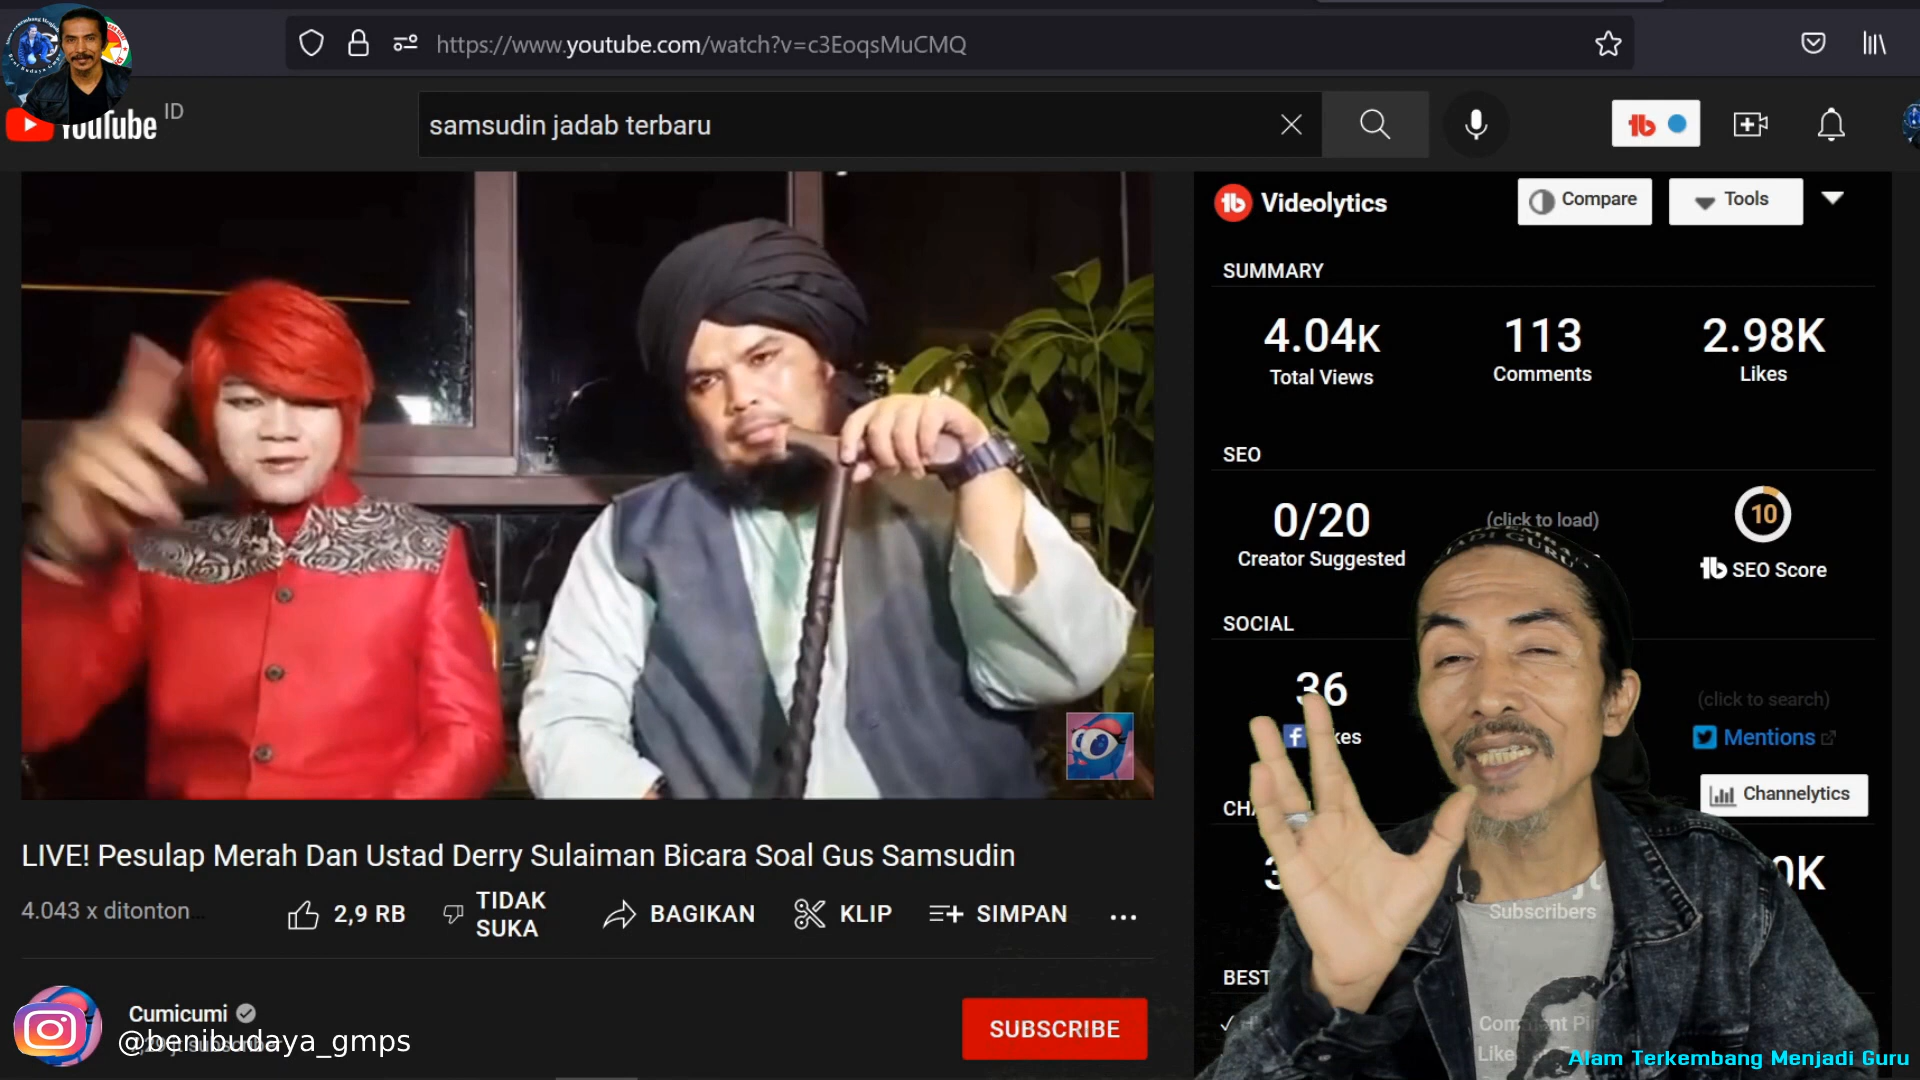 https://www.youtube.com/watch?v=c3EoqsMuCMQ
YouTube ID
samsudin jadab terbaru
Videolytics
Compare
Tools
SUMMARY
4.04K
113
2.98K
Total Views
Comments
Likes
SEO
0/20
(click to load)
10
Creator Suggested
SEO Score
SOCIAL
36
(click to search)
Mentions
Channelytics
LIVE! Pesulap Merah Dan Ustad Derry Sulaiman Bicara Soal Gus Samsudin
4.043 x ditonton
2,9 RB
TIDAK SUKA
BAGIKAN
KLIP
SIMPAN
Subscribers
BEST
Cumicumi
@benibudaya_gmps
SUBSCRIBE
Alam Terkembang Menjadi Guru